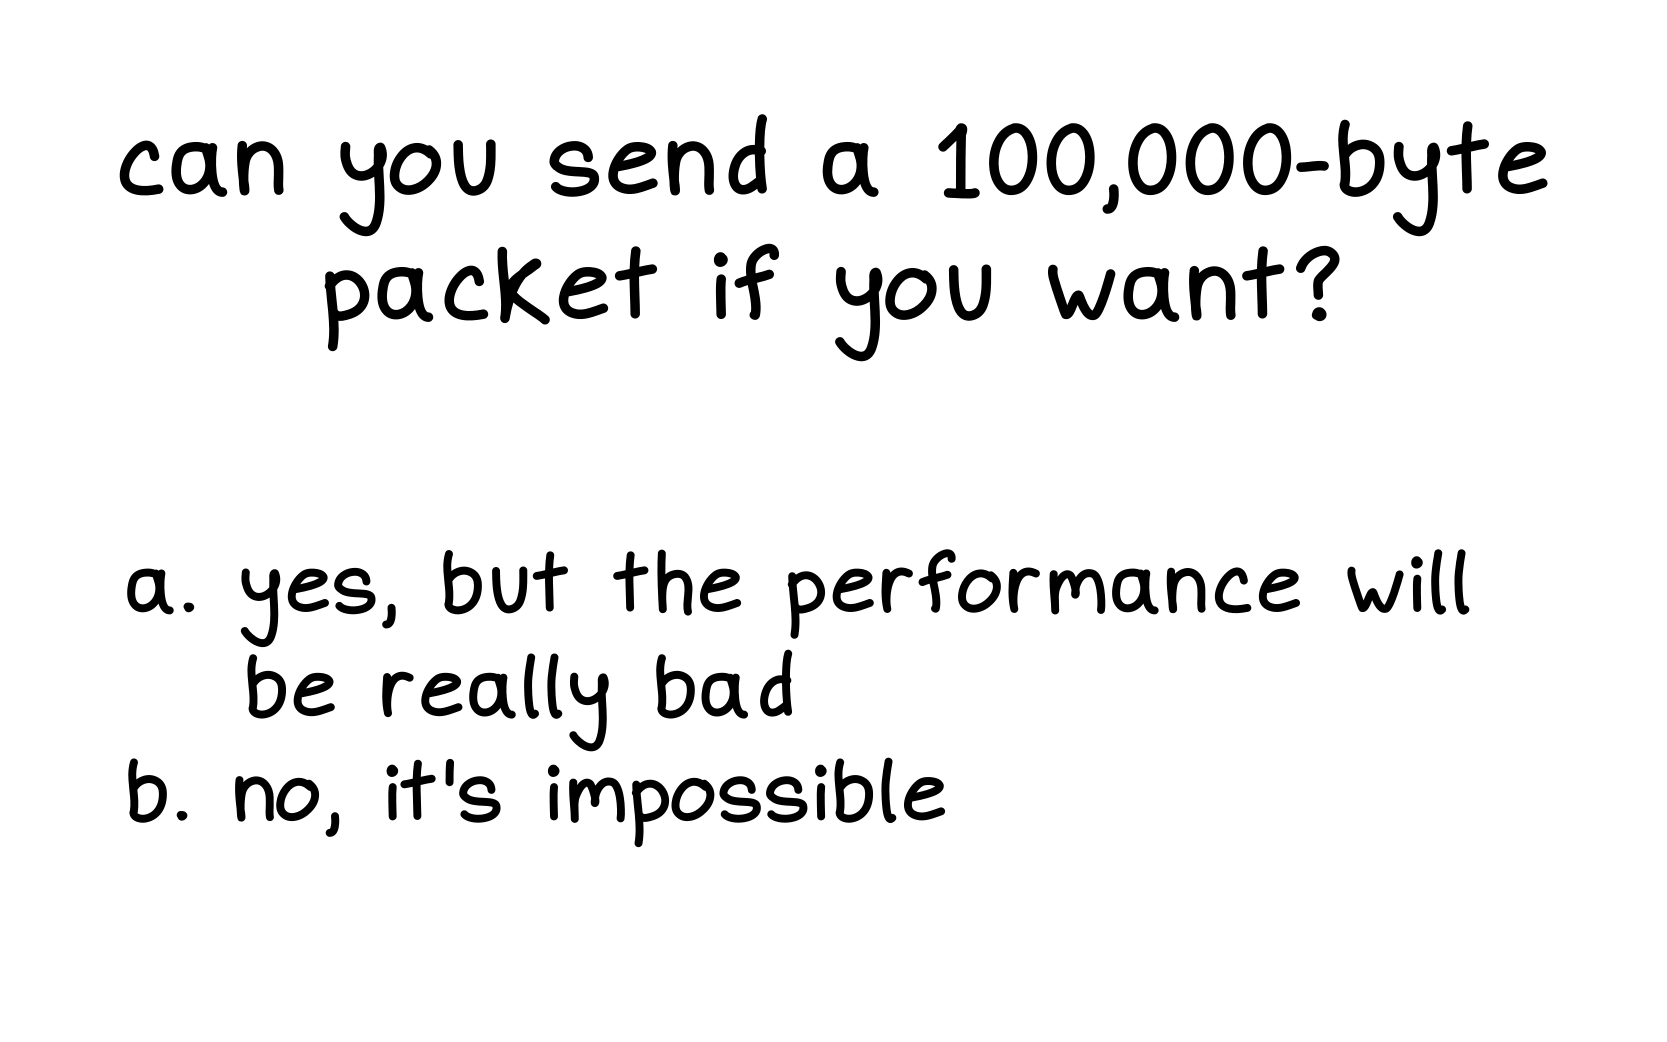 can you send a 100,000-byte
packet if you want?
a. yes, but the performance will
be really bad
b. no, it's impossible